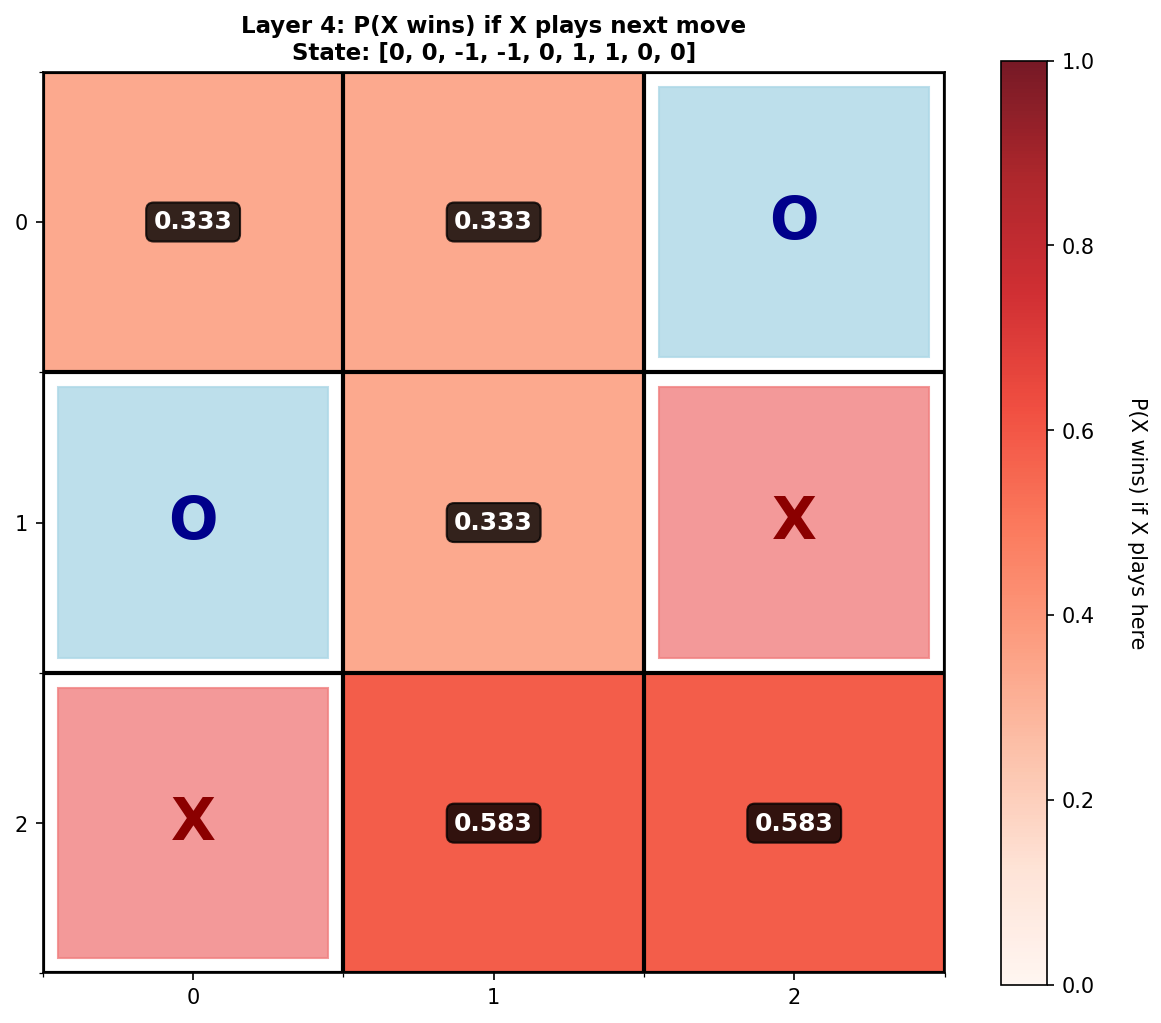 Layer 4: P(X wins) if X plays next move
State: [0, 0, -1, -1, 0, 1, 1, 0, 0]
0
0.333
0.333
O
1
O
0.333
X
2
X
0.583
0.583
0
1
2
1.0
0.8
0.6
0.4
0.2
0.0
P(X wins) if X plays here